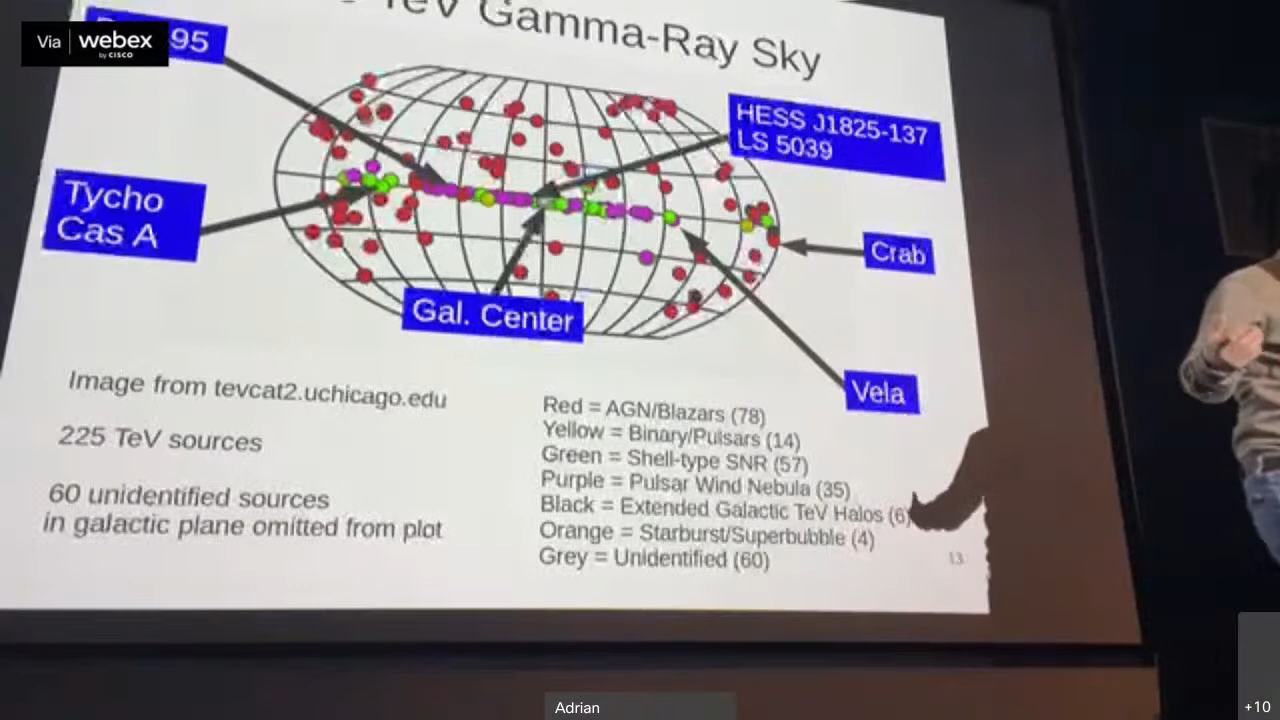 Via webex
by CISCO
TeV Gamma-Ray Sky
95
HESS J1825-137
LS 5039
Tycho
Cas A
Crab
Gal. Center
Vela
Image from tevcat2.uchicago.edu
225 TeV sources
60 unidentified sources
in galactic plane omitted from plot
Red = AGN/Blazars (78)
Yellow = Binary/Pulsars (14)
Green = Shell-type SNR (57)
Purple = Pulsar Wind Nebula (35)
Black = Extended Galactic TeV Halos (6)
Orange = Starburst/Superbubble (4)
Grey = Unidentified (60)
13
Adrian
+10